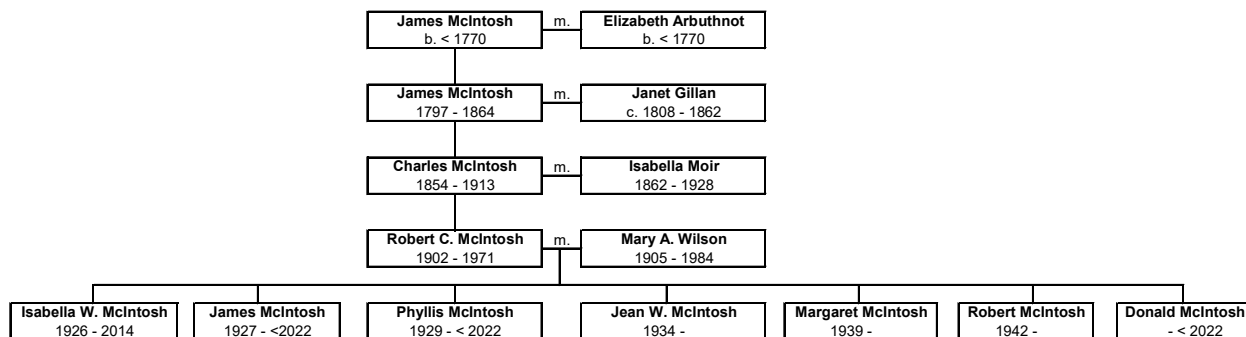 James McIntosh m. Elizabeth Arbuthnot
b. < 1770 b. < 1770
James McIntosh m. Janet Gillan
1797 - 1864 c. 1808 - 1862
Charles McIntosh m. Isabella Moir
1854 - 1913 1862 - 1928
Robert C. McIntosh m. Mary A. Wilson
1902 - 1971 1905 - 1984
Isabella W. McIntosh James McIntosh Phyllis McIntosh Jean W. McIntosh Margaret McIntosh Robert McIntosh Donald McIntosh
1926 - 2014 1927 - <2022 1929 - < 2022 1934 - 1939 - 1942 - - < 2022